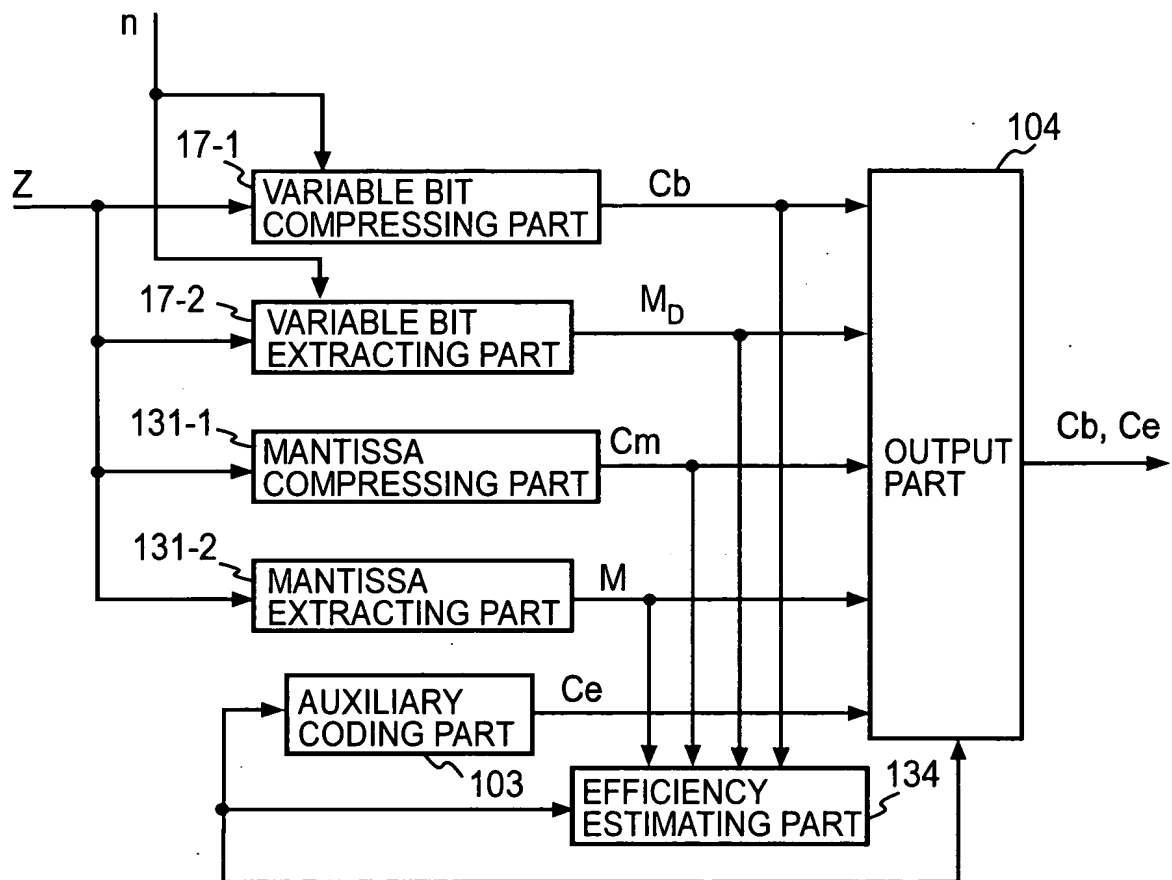 n
17-1
Z
VARIABLE BIT
COMPRESSING PART
Cb
104
17-2
VARIABLE BIT
EXTRACTING PART
M_D
131-1
MANTISSA
COMPRESSING PART
Cm
OUTPUT
PART
Cb, Ce
131-2
MANTISSA
EXTRACTING PART
M
AUXILIARY
CODING PART
Ce
103
EFFICIENCY
ESTIMATING PART
134